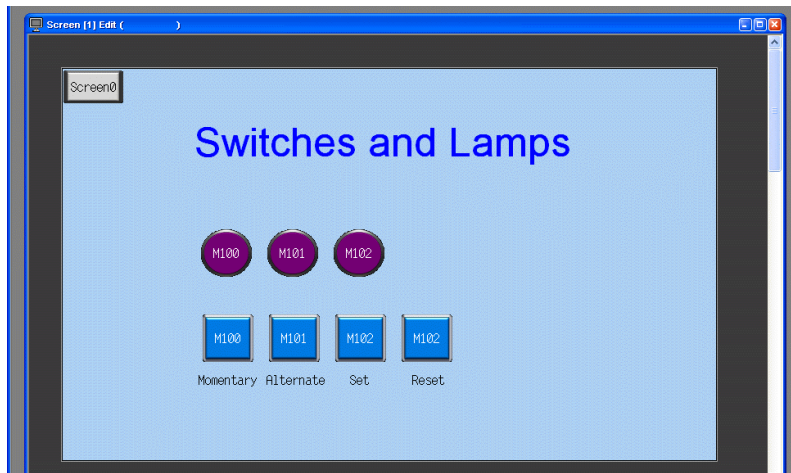 Screen [1] Edit ( )
Screen0
Switches and Lamps
M100 M101 M102
M100 M101 M102 M102
Momentary Alternate Set Reset